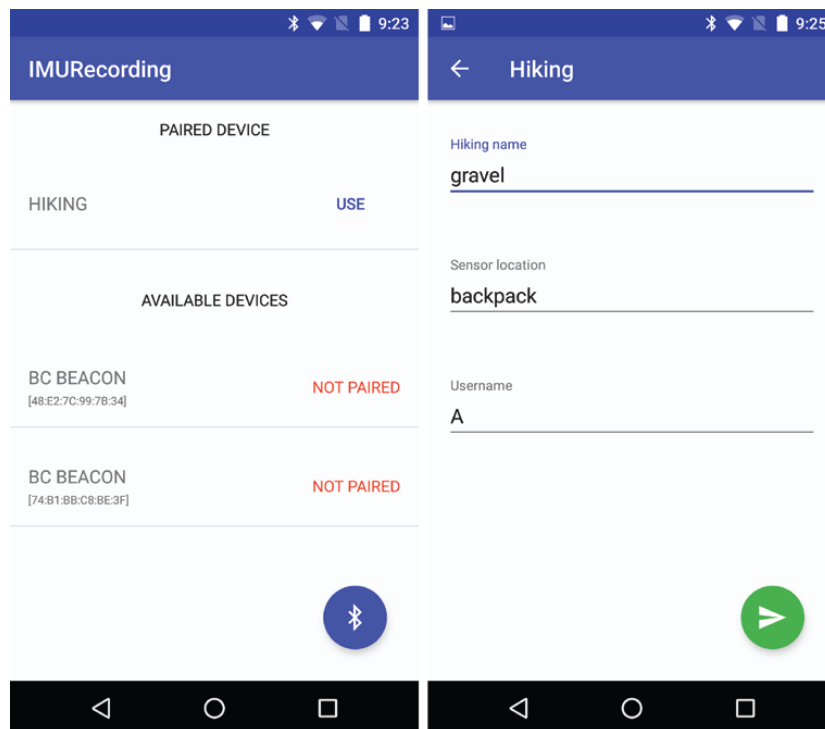 9:23
IMURecording
PAIRED DEVICE
HIKING USE
AVAILABLE DEVICES
BC BEACON
[48:E2:7C:99:7B:34] NOT PAIRED
BC BEACON
[74:B1:BB:C8:BE:3F] NOT PAIRED
9:25
Hiking
Hiking name
gravel
Sensor location
backpack
Username
A